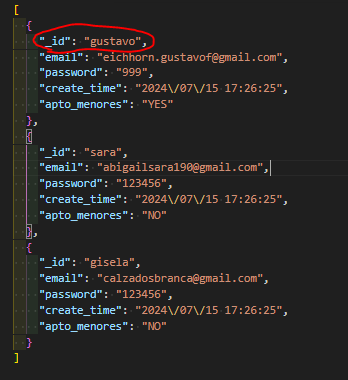 [
{
"_id": "gustavo",
"email": "eichhorn.gustavof@gmail.com",
"password": "999",
"create_time": "2024\/07\/15 17:26:25",
"apto_menores": "YES"
},
{
"_id": "sara",
"email": "abigailsara190@gmail.com",
"password": "123456",
"create_time": "2024\/07\/15 17:26:25",
"apto_menores": "NO"
},
{
"_id": "gisela",
"email": "calzadosbranca@gmail.com",
"password": "123456",
"create_time": "2024\/07\/15 17:26:25",
"apto_menores": "NO"
}
]